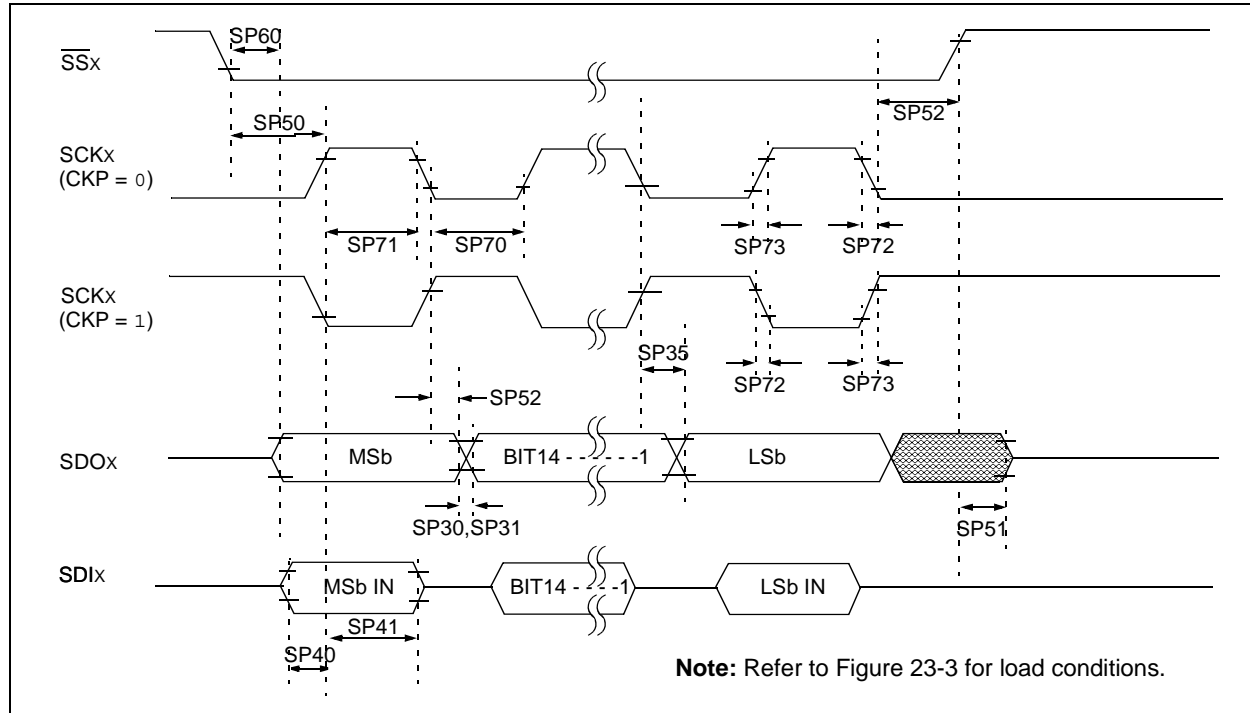 SP60
SSX
SP50
SP52
SCKX
(CKP = 0)
SP71 SP70 SP73 SP72
SCKX
(CKP = 1)
SP35
SP72 SP73
SP52
SDOX MSb BIT14 - - - - - -1 LSb
SP30,SP31 SP51
SDIX MSb IN BIT14 - - - - -1 LSb IN
SP41
SP40
Note: Refer to Figure 23-3 for load conditions.